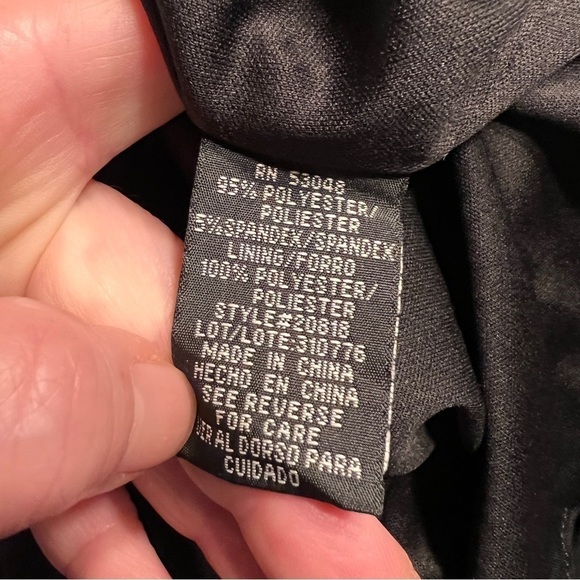 RN 53048
95% POLYESTER/
POLIESTER
5%SPANDEX/SPANDEX
LINING/FORRO
100% POLYESTER/
POLIESTER
STYLE#20818
LOT/LOTE:310776
MADE IN CHINA
HECHO EN CHINA
SEE REVERSE
FOR CARE
VER AL DORSO PARA
CUIDADO